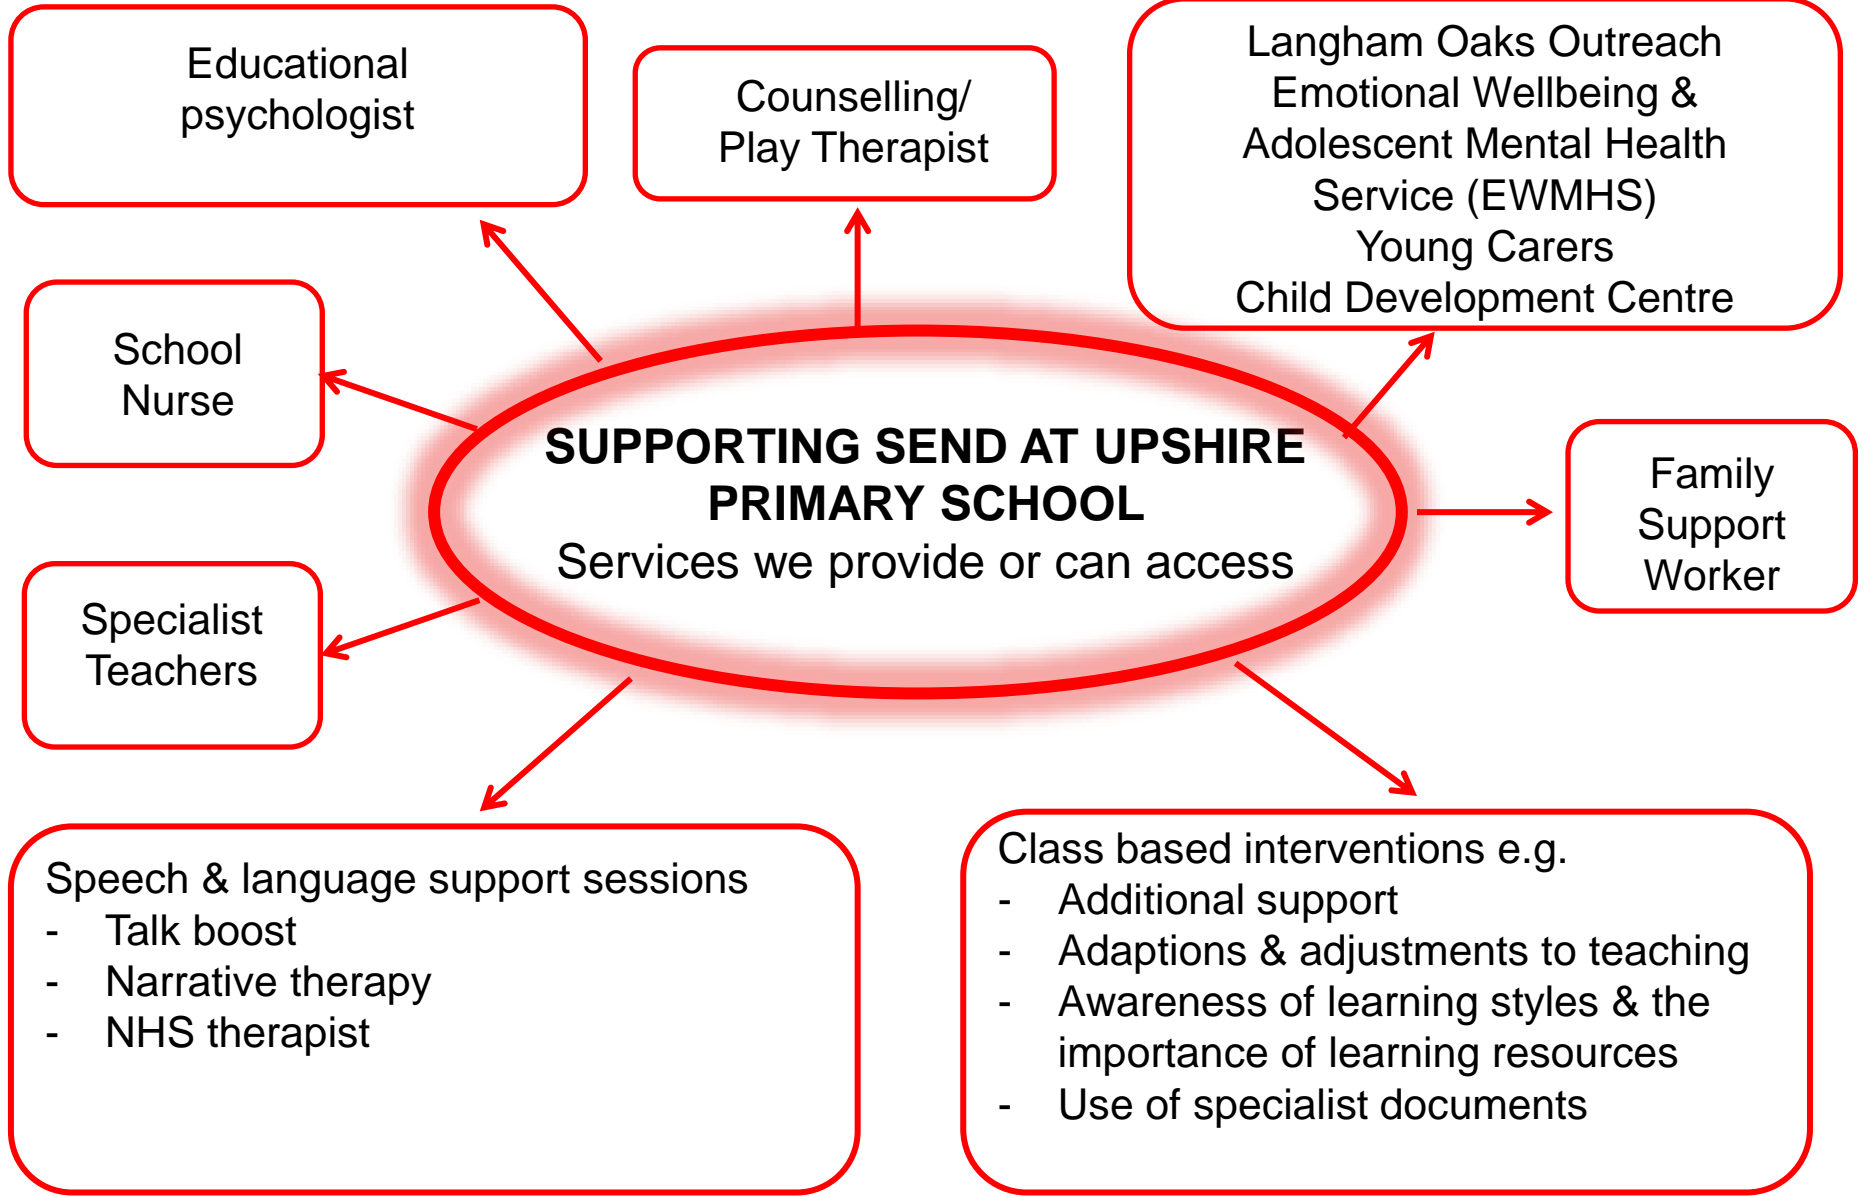 Educational
psychologist
Counselling/
Play Therapist
Langham Oaks Outreach
Emotional Wellbeing &
Adolescent Mental Health
Service (EWMHS)
Young Carers
Child Development Centre
School
Nurse
SUPPORTING SEND AT UPSHIRE
PRIMARY SCHOOL
Services we provide or can access
Family
Support
Worker
Specialist
Teachers
Speech & language support sessions
- Talk boost
- Narrative therapy
- NHS therapist
Class based interventions e.g.
- Additional support
- Adaptions & adjustments to teaching
- Awareness of learning styles & the
importance of learning resources
- Use of specialist documents